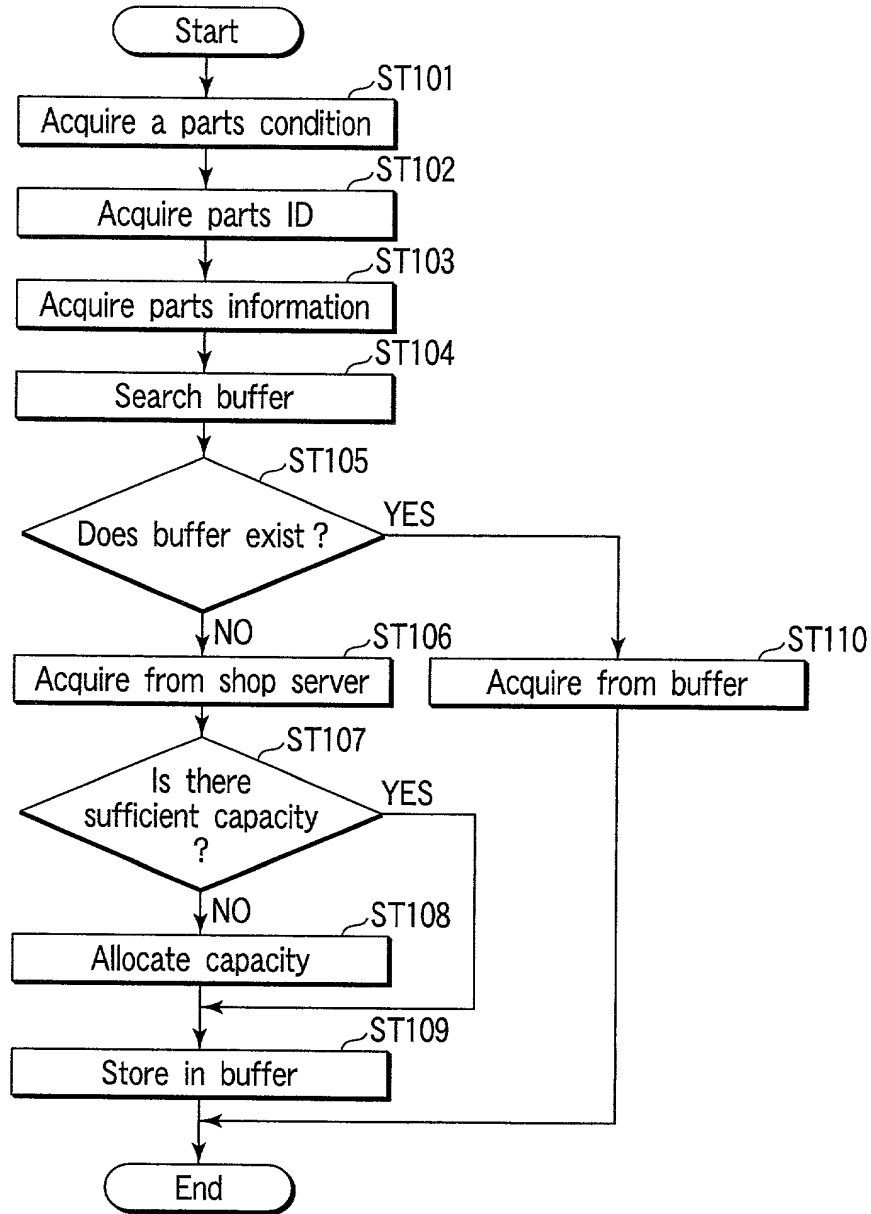 Start
ST101
Acquire a parts condition
ST102
Acquire parts ID
ST103
Acquire parts information
ST104
Search buffer
ST105
Does buffer exist ?
YES
NO
ST106
Acquire from shop server
ST110
Acquire from buffer
ST107
Is there
sufficient capacity
?
YES
NO
ST108
Allocate capacity
ST109
Store in buffer
End